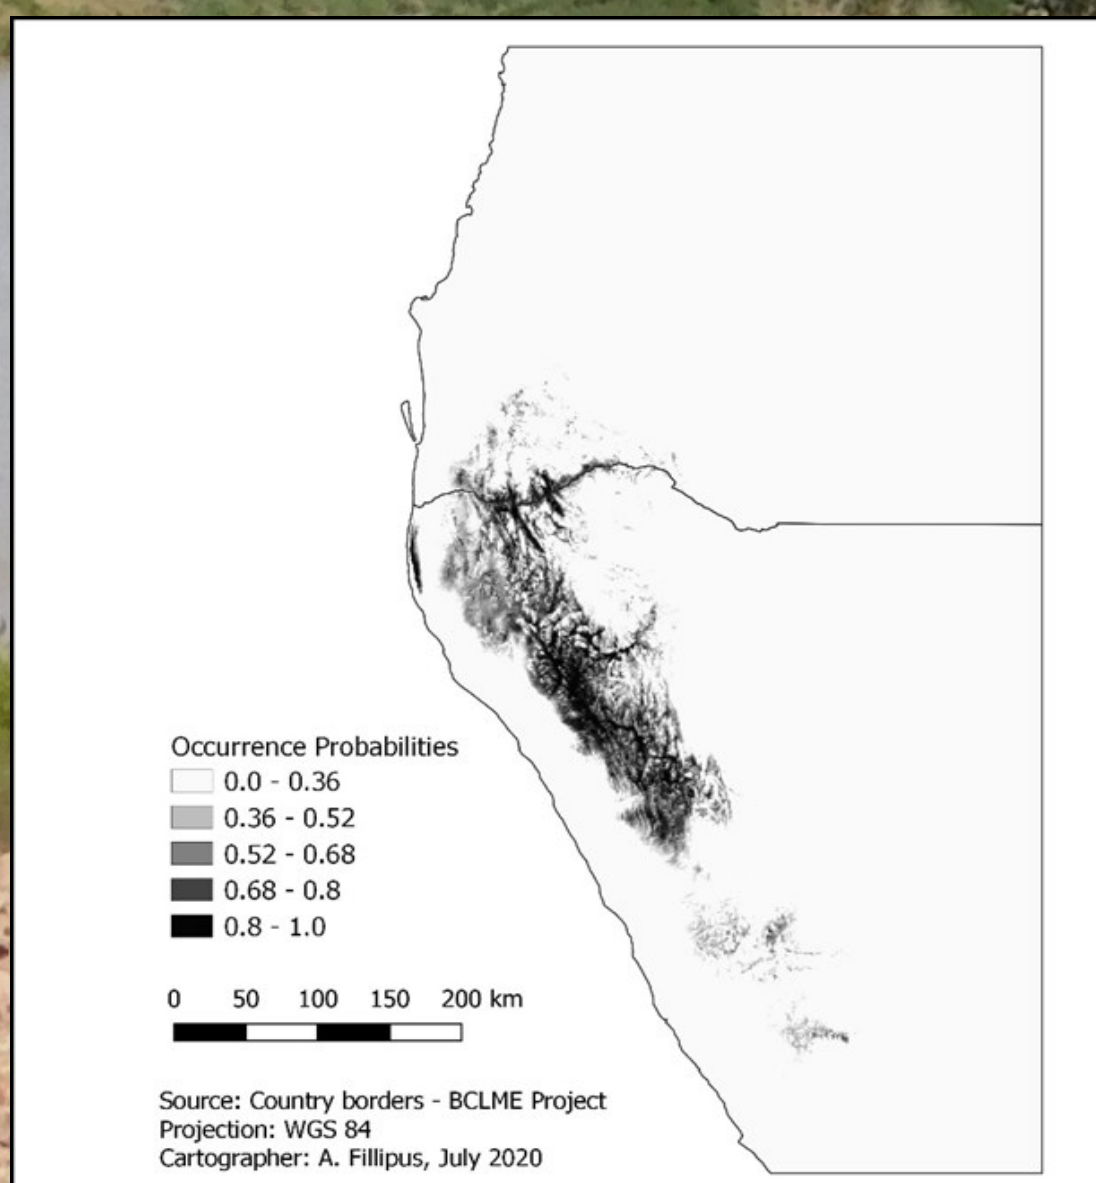 Occurrence Probabilities
0.0 - 0.36
0.36 - 0.52
0.52 - 0.68
0.68 - 0.8
0.8 - 1.0
0 50 100 150 200 km
Source: Country borders - BCLME Project
Projection: WGS 84
Cartographer: A. Fillipus, July 2020